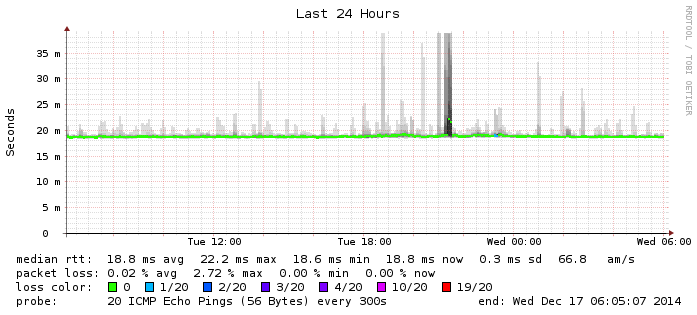 Last 24 Hours
RRDTOOL / TOBI OETIKER
Seconds
35 m
30 m
25 m
20 m
15 m
10 m
5 m
0
Tue 12:00 Tue 18:00 Wed 00:00 Wed 06:00
median rtt: 18.8 ms avg 22.2 ms max 18.6 ms min 18.8 ms now 0.3 ms sd 66.8 am/s
packet loss: 0.02 % avg 2.72 % max 0.00 % min 0.00 % now
loss color: 0 1/20 2/20 3/20 4/20 10/20 19/20
probe: 20 ICMP Echo Pings (56 Bytes) every 300s end: Wed Dec 17 06:05:07 2014